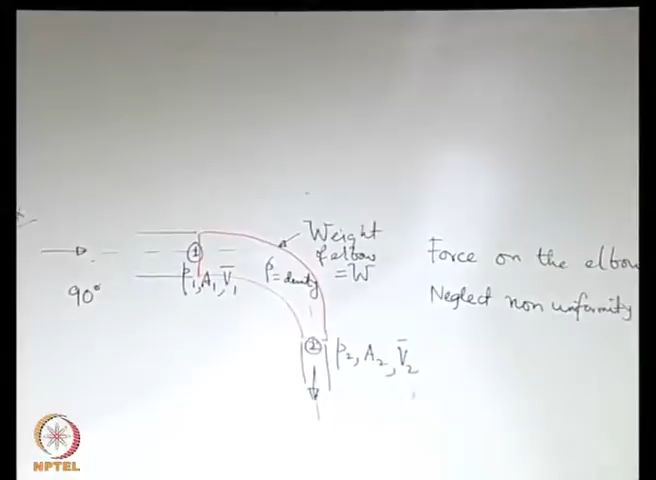 Weight
of elbow
= W
ρ = density
①
p₁, A₁, V̄₁
90°
②
p₂, A₂, V̄₂
Force on the elbow
Neglect non uniformity
NPTEL